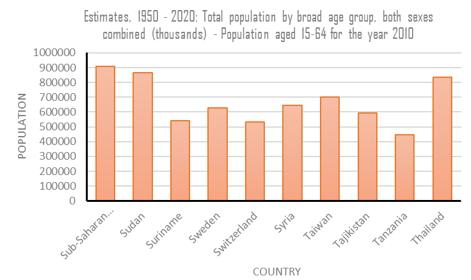 Estimates, 1950 - 2020: Total population by broad age group, both sexes
combined (thousands) - Population aged 15-64 for the year 2010
1000000
900000
800000
700000
600000
500000
400000
300000
200000
100000
0
POPULATION
Sub-Saharan...
Sudan
Suriname
Sweden
Switzerland
Syria
Taiwan
Tajikistan
Tanzania
Thailand
COUNTRY